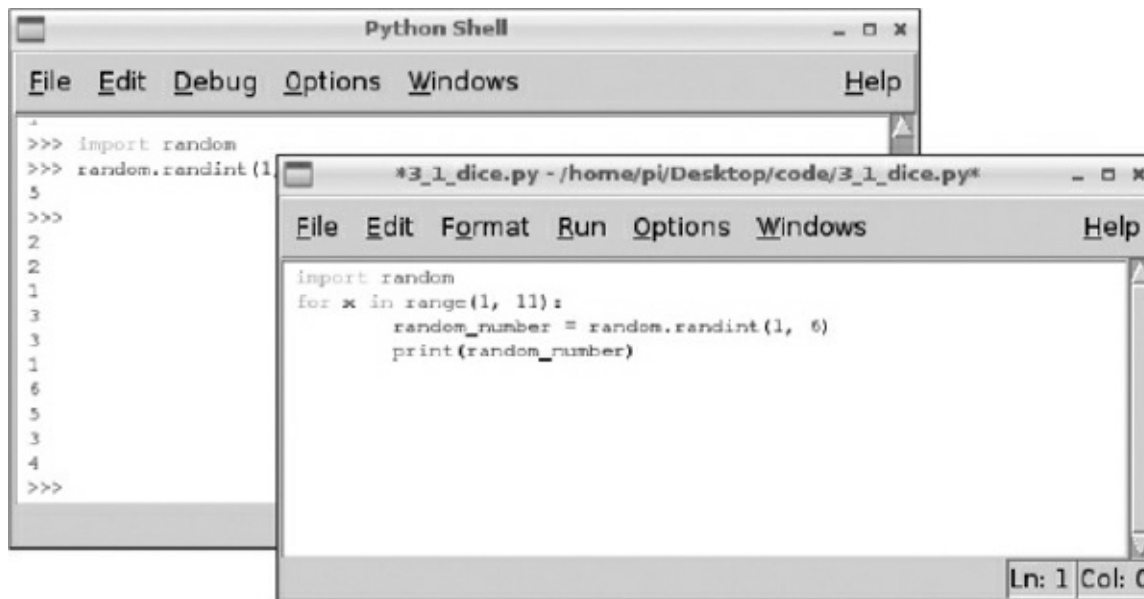 Python Shell
File Edit Debug Options Windows Help
>>> import random
>>> random.randint(1,
5
>>>
2
2
1
3
3
1
6
5
3
4
>>>
*3_1_dice.py - /home/pi/Desktop/code/3_1_dice.py*
File Edit Format Run Options Windows Help
import random
for x in range(1, 11):
        random_number = random.randint(1, 6)
        print(random_number)
Ln: 1 Col: 0